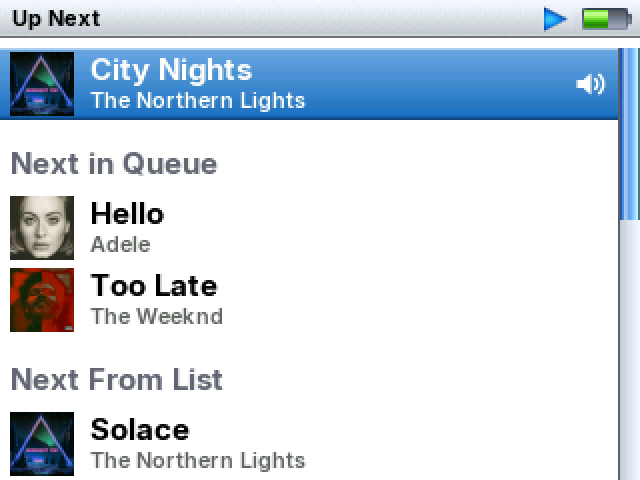 Up Next
City Nights
The Northern Lights
Next in Queue
Hello
Adele
Too Late
The Weeknd
Next From List
Solace
The Northern Lights